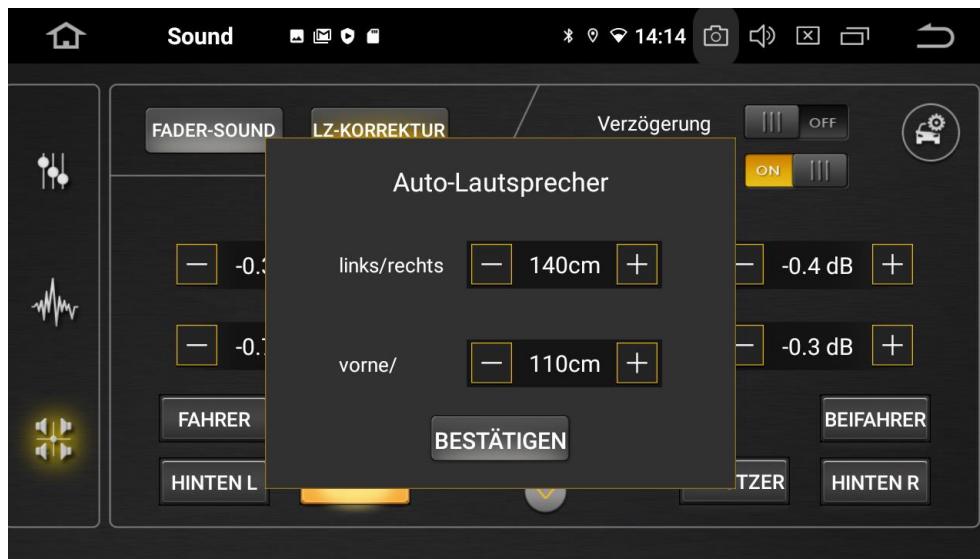 Sound
14:14
FADER-SOUND
LZ-KORREKTUR
Verzögerung
OFF
ON
Auto-Lautsprecher
links/rechts
140cm
-0.4 dB
vorne/
110cm
-0.3 dB
FAHRER
BEIFAHRER
BESTÄTIGEN
HINTEN L
HINTEN R